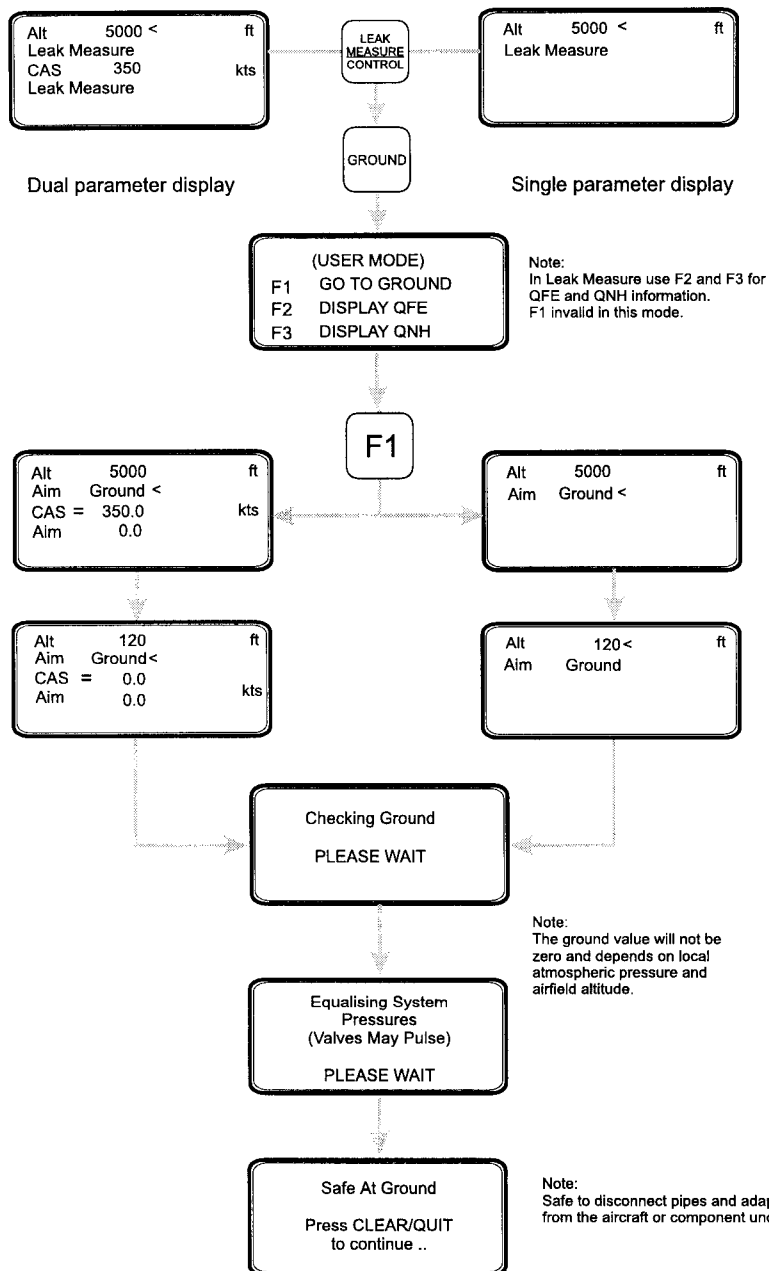 Alt 5000 < ft
Leak Measure
CAS 350 kts
Leak Measure
LEAK
MEASURE
CONTROL
Alt 5000 < ft
Leak Measure
GROUND
Dual parameter display
Single parameter display
(USER MODE)
F1 GO TO GROUND
F2 DISPLAY QFE
F3 DISPLAY QNH
Note:
In Leak Measure use F2 and F3 for
QFE and QNH information.
F1 invalid in this mode.
F1
Alt 5000 ft
Aim Ground <
CAS = 350.0 kts
Aim 0.0
Alt 5000 ft
Aim Ground <
Alt 120 ft
Aim Ground<
CAS = 0.0 kts
Aim 0.0
Alt 120< ft
Aim Ground
Checking Ground
PLEASE WAIT
Note:
The ground value will not be
zero and depends on local
atmospheric pressure and
airfield altitude.
Equalising System
Pressures
(Valves May Pulse)
PLEASE WAIT
Safe At Ground
Press CLEAR/QUIT
to continue ..
Note:
Safe to disconnect pipes and
from the aircraft or component